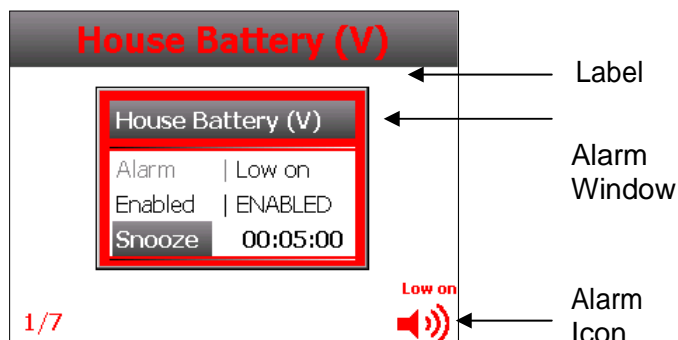 House Battery (V)
Label
House Battery (V)
Alarm | Low on
Enabled | ENABLED
Snooze 00:05:00
Alarm
Window
Low on
1/7
Alarm
Icon